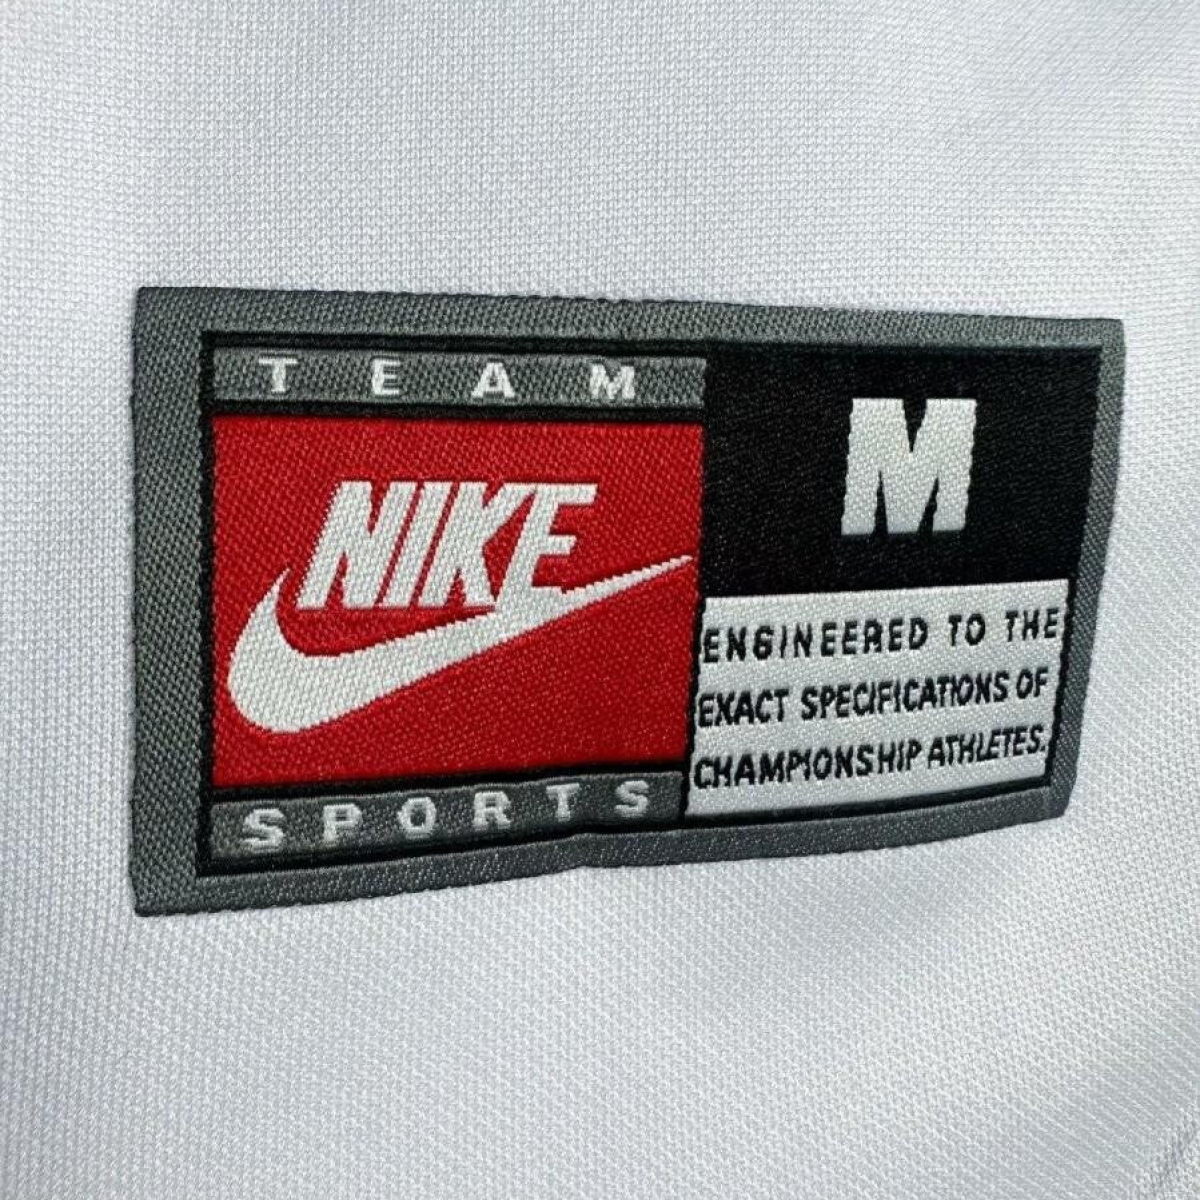 TEAM
NIKE
SPORTS
M
ENGINEERED TO THE
EXACT SPECIFICATIONS OF
CHAMPIONSHIP ATHLETES.